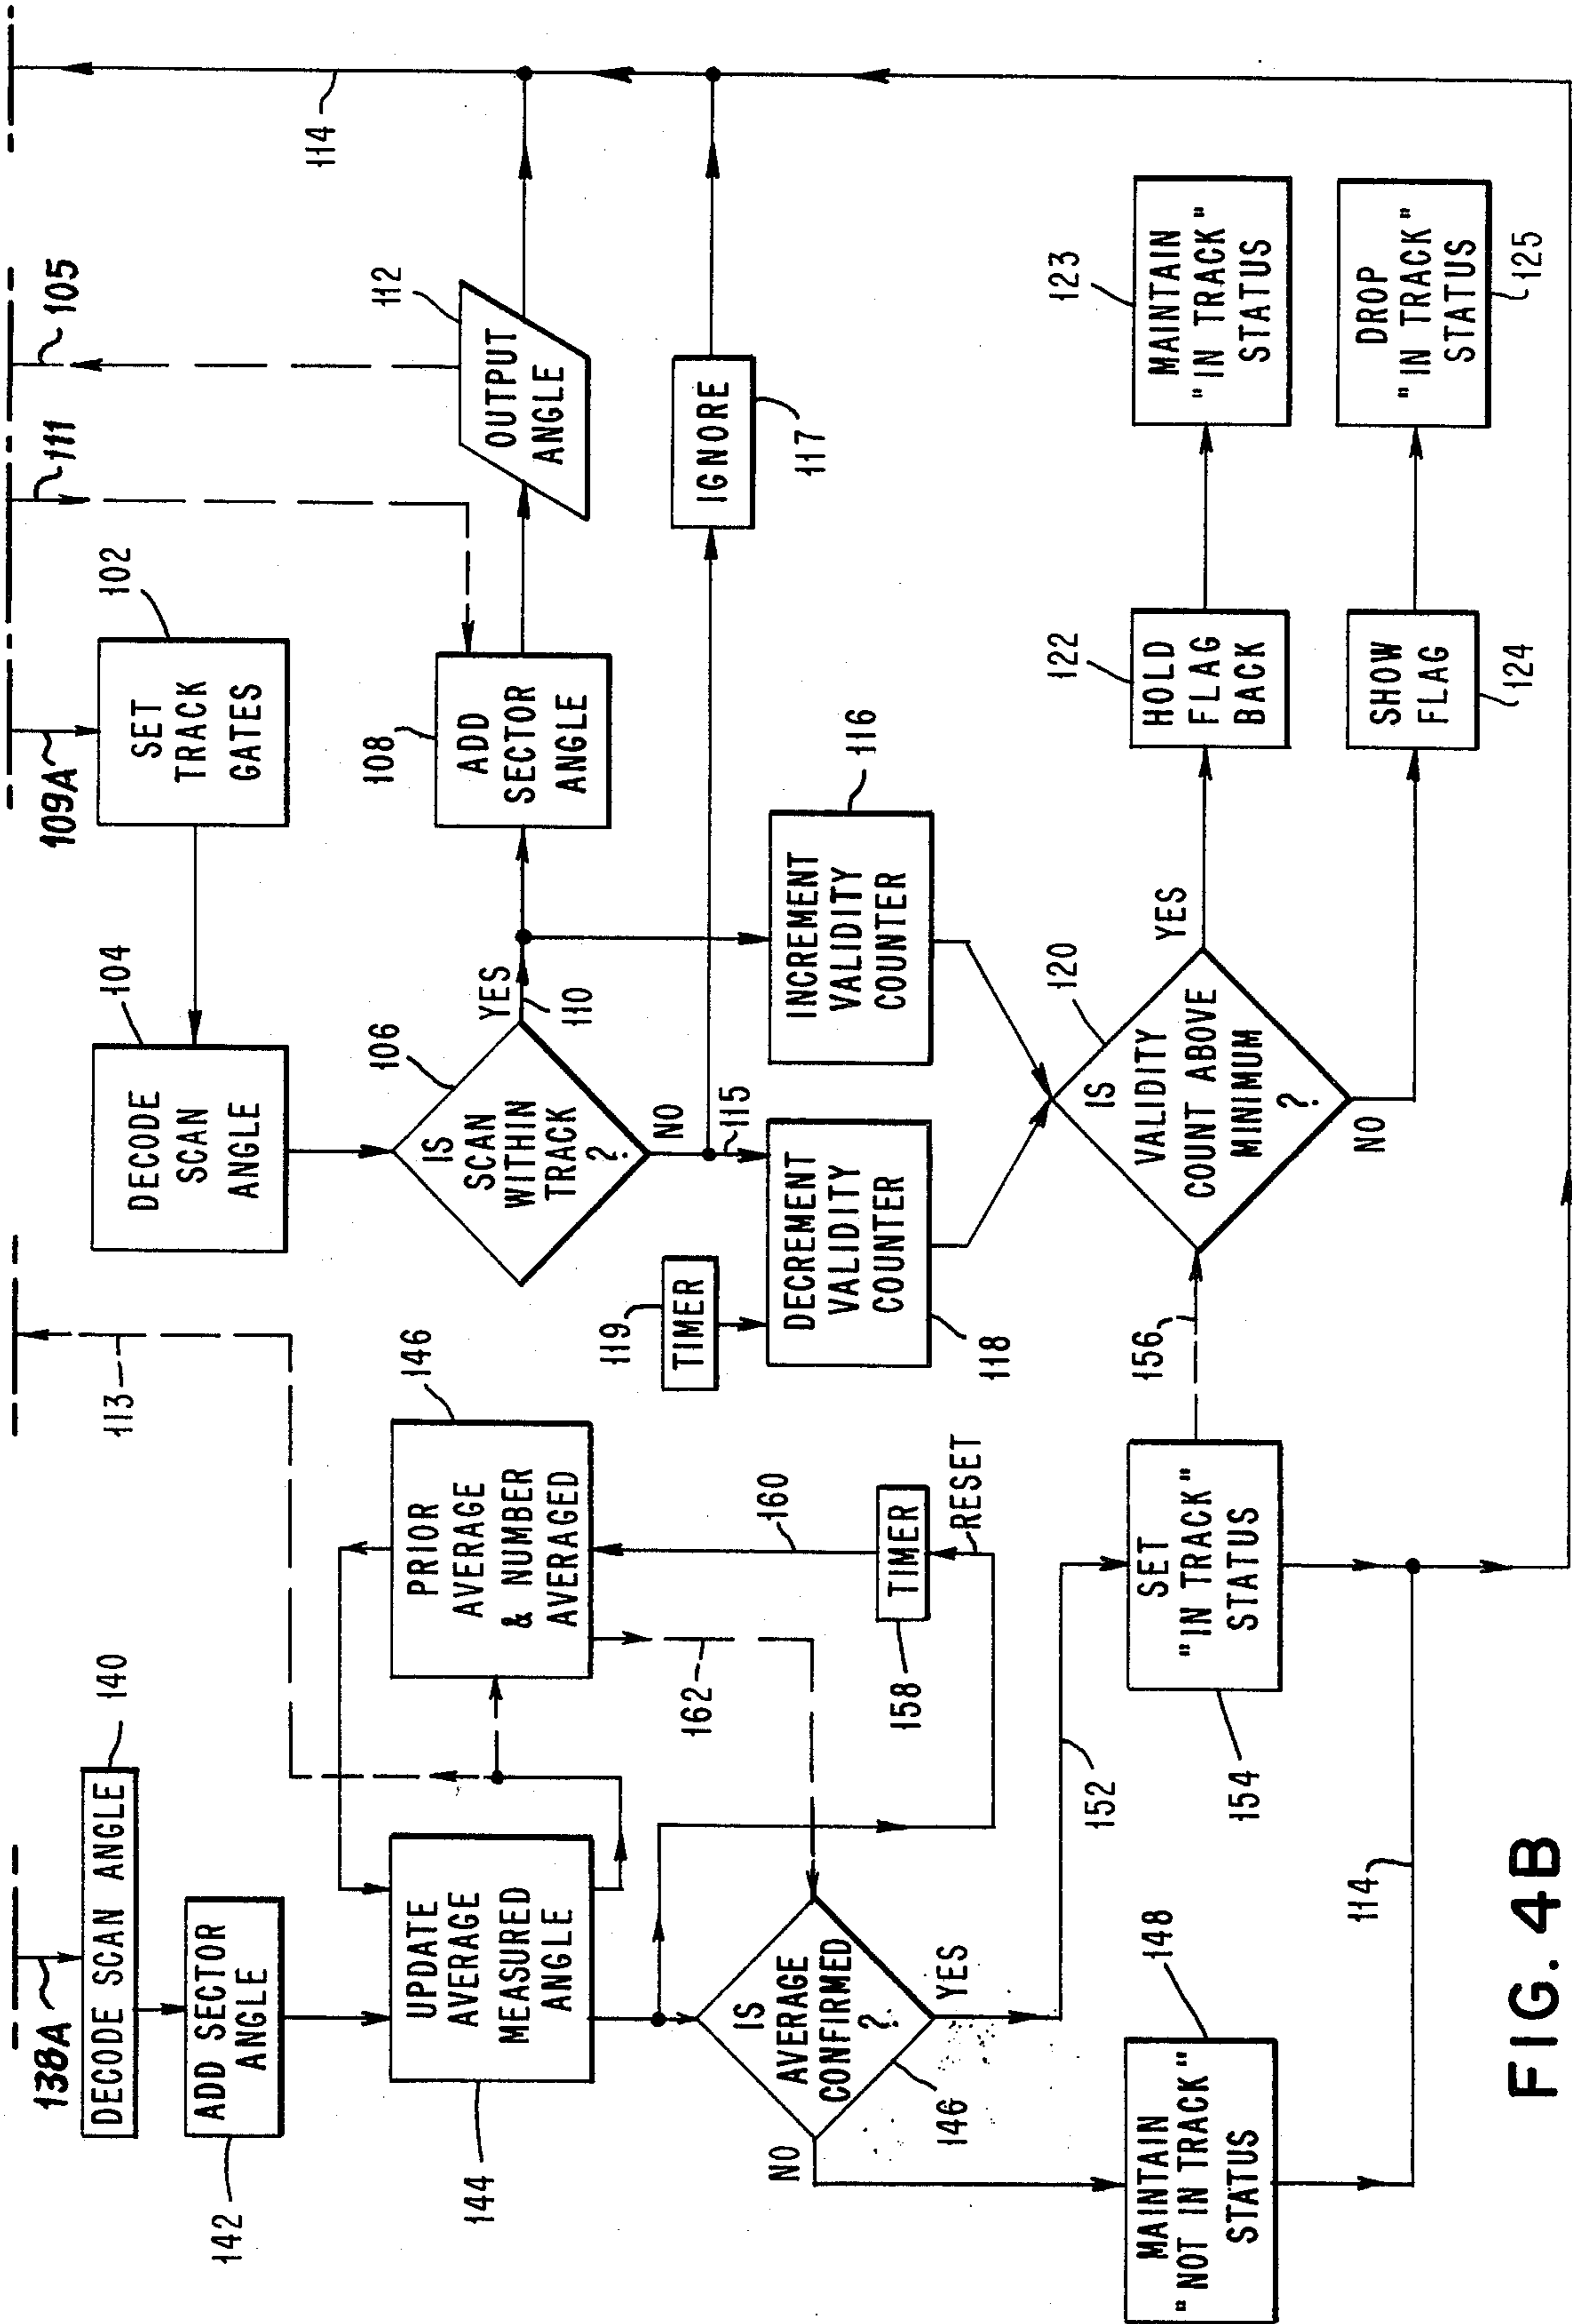 138A
DECODE SCAN ANGLE
140
ADD SECTOR
ANGLE
142
UPDATE
AVERAGE
MEASURED
ANGLE
144
113
PRIOR
AVERAGE
& NUMBER
AVERAGED
146
162
160
TIMER
158
RESET
IS
AVERAGE
CONFIRMED
?
146
NO
YES
152
MAINTAIN
"NOT IN TRACK"
STATUS
148
SET
"IN TRACK"
STATUS
154
156
114
109A
SET
TRACK
GATES
102
DECODE
SCAN
ANGLE
104
IS
SCAN
WITHIN
TRACK
?
106
YES
110
NO
115
111
105
ADD
SECTOR
ANGLE
108
OUTPUT
ANGLE
112
114
IGNORE
117
TIMER
119
DECREMENT
VALIDITY
COUNTER
118
INCREMENT
VALIDITY
COUNTER
116
IS
VALIDITY
COUNT ABOVE
MINIMUM
?
120
YES
NO
HOLD
FLAG
BACK
122
MAINTAIN
"IN TRACK"
STATUS
123
SHOW
FLAG
124
DROP
"IN TRACK"
STATUS
125
FIG. 4B